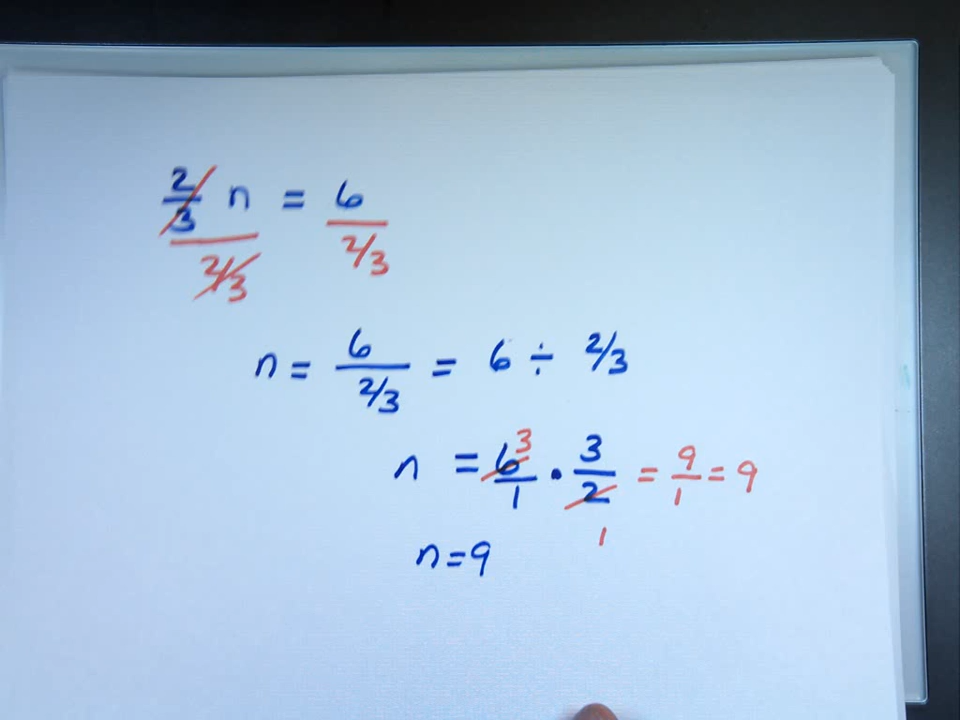 2/3 n = 6
2/3 2/3
n = 6 / 2/3 = 6 ÷ 2/3
n = 6/1 3 · 3/2 1 = 9/1 = 9
n = 9